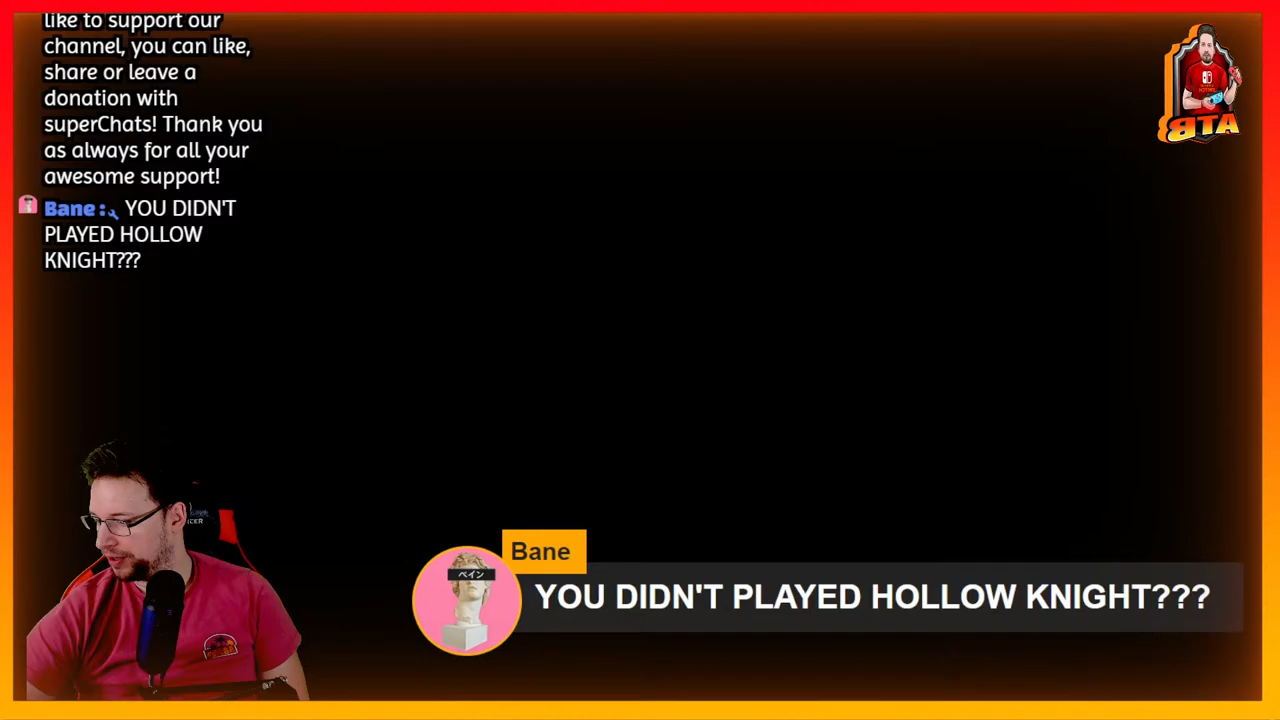 like to support our
channel, you can like,
share or leave a
donation with
superChats! Thank you
as always for all your
awesome support!
Bane : YOU DIDN'T
PLAYED HOLLOW
KNIGHT???
BTA
Bane
ペイン
YOU DIDN'T PLAYED HOLLOW KNIGHT???